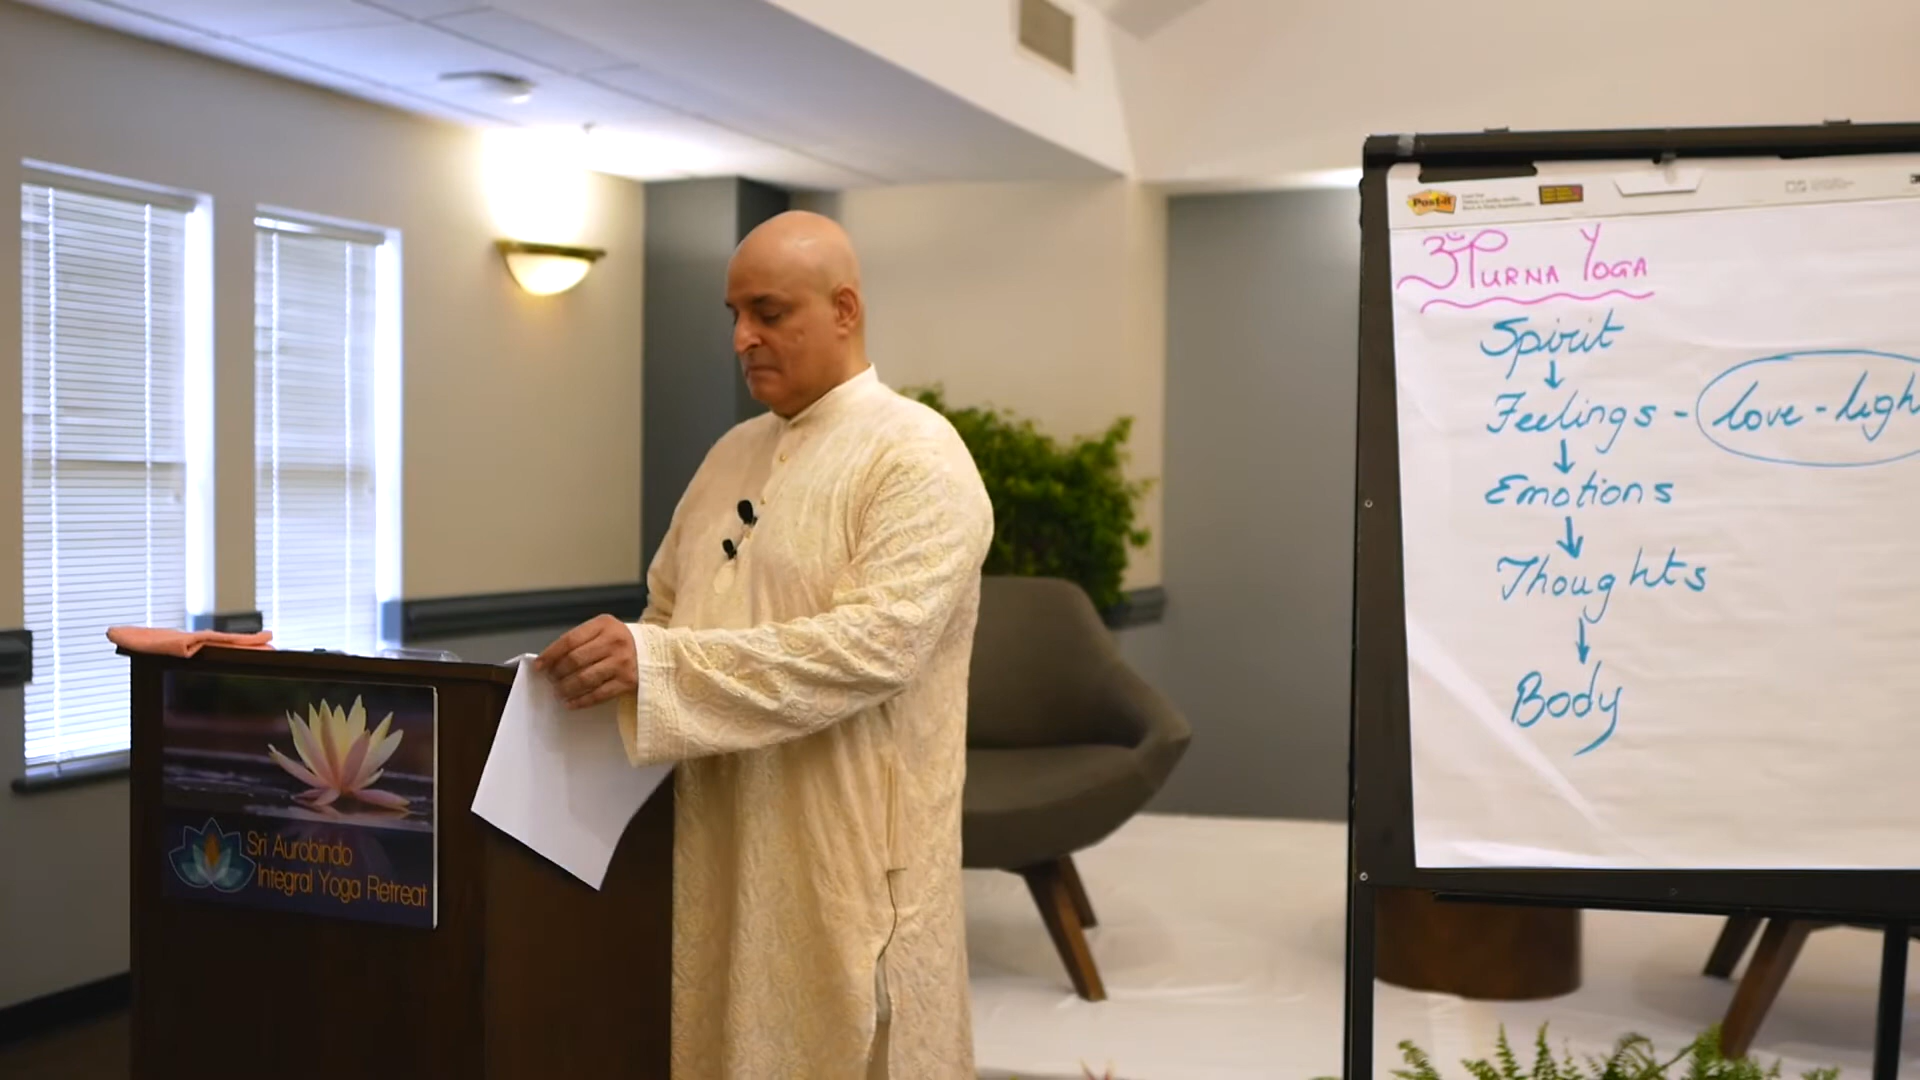 Post-it
ॐ PURNA YOGA
Spirit
↓
Feelings - love - ligh
↓
Emotions
↓
Thoughts
↓
Body
Sri Aurobindo
Integral Yoga Retreat